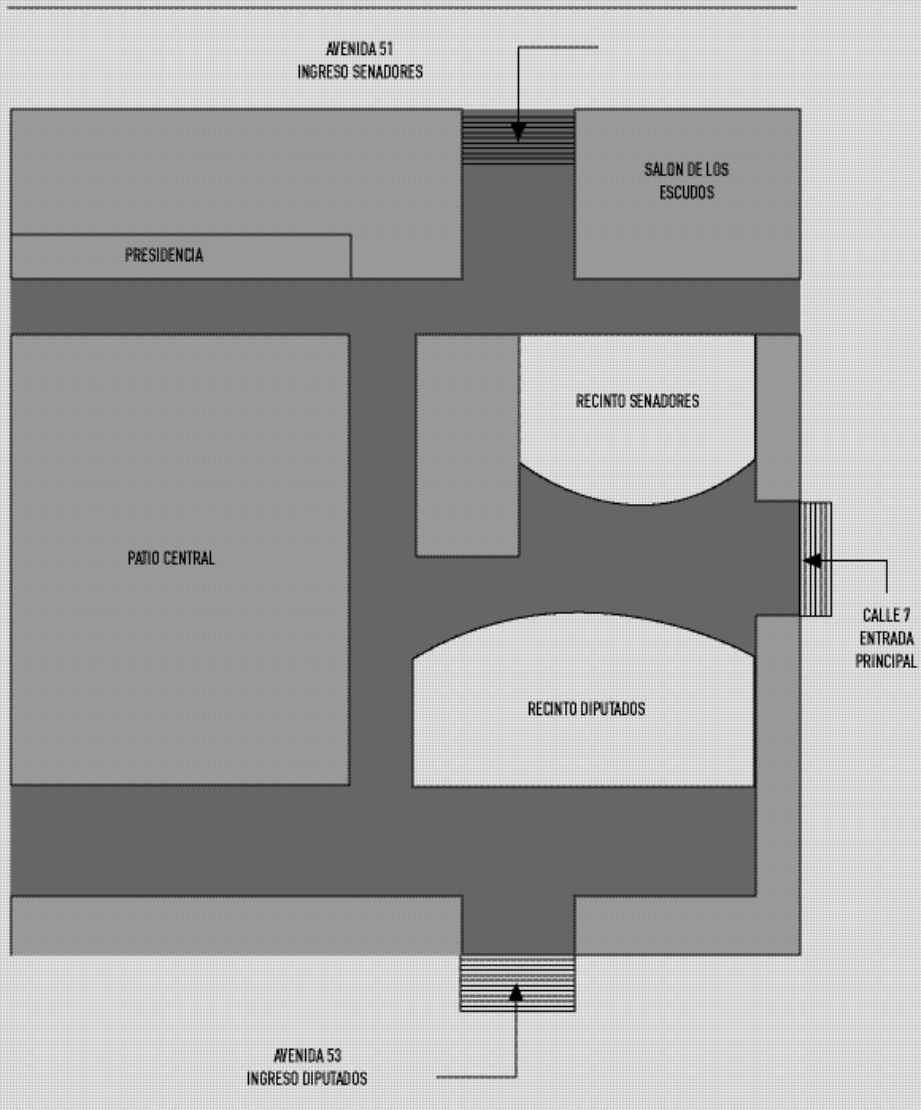 AVENIDA 51
INGRESO SENADORES
SALON DE LOS
ESCUDOS
PRESIDENCIA
RECINTO SENADORES
PATIO CENTRAL
CALLE 7
ENTRADA
PRINCIPAL
RECINTO DIPUTADOS
AVENIDA 53
INGRESO DIPUTADOS